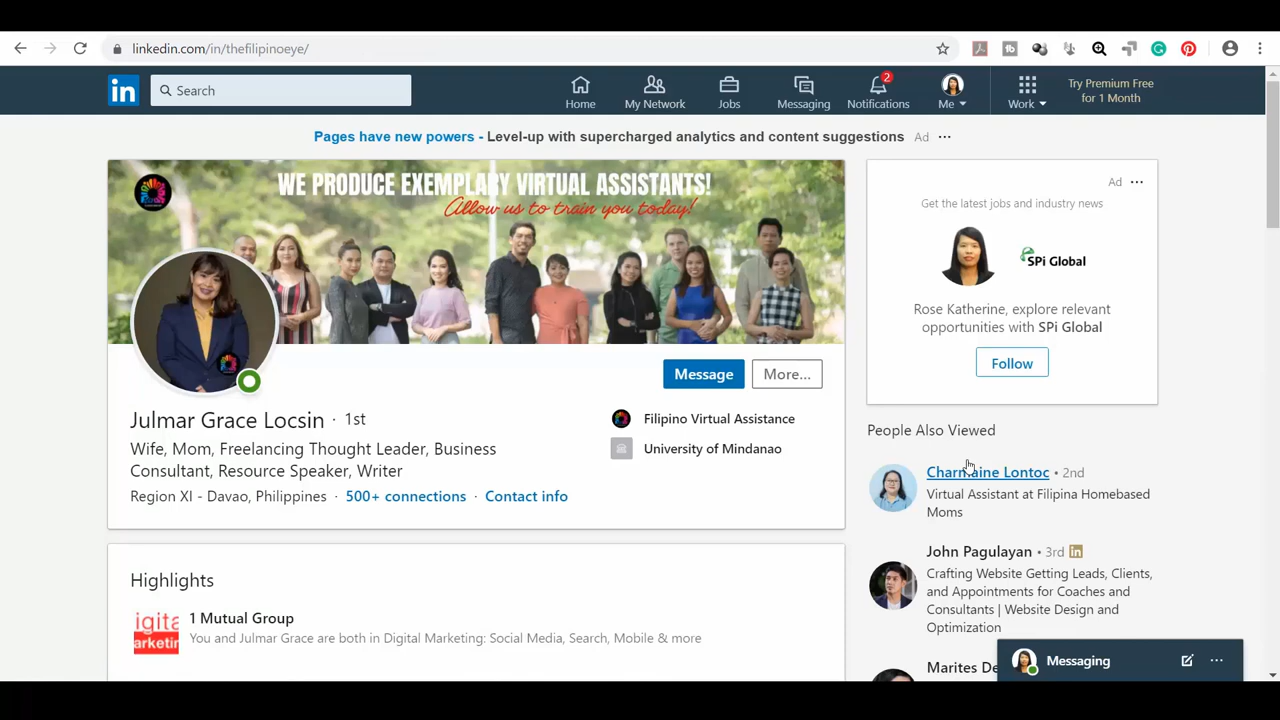 linkedin.com/in/thefilipinoeye/
in
Search
Home
My Network
Jobs
Messaging
2
Notifications
Me
Work
Try Premium Free
for 1 Month
Pages have new powers - Level-up with supercharged analytics and content suggestions Ad ...
WE PRODUCE EXEMPLARY VIRTUAL ASSISTANTS!
Allow us to train you today!
Message
More...
Julmar Grace Locsin · 1st
Wife, Mom, Freelancing Thought Leader, Business
Consultant, Resource Speaker, Writer
Region XI - Davao, Philippines · 500+ connections · Contact info
Filipino Virtual Assistance
University of Mindanao
Highlights
igita
arketin
1 Mutual Group
You and Julmar Grace are both in Digital Marketing: Social Media, Search, Mobile & more
Ad ...
Get the latest jobs and industry news
SPi Global
Rose Katherine, explore relevant
opportunities with SPi Global
Follow
People Also Viewed
Charmaine Lontoc • 2nd
Virtual Assistant at Filipina Homebased
Moms
John Pagulayan • 3rd in
Crafting Website Getting Leads, Clients,
and Appointments for Coaches and
Consultants | Website Design and
Optimization
Marites De
Messaging